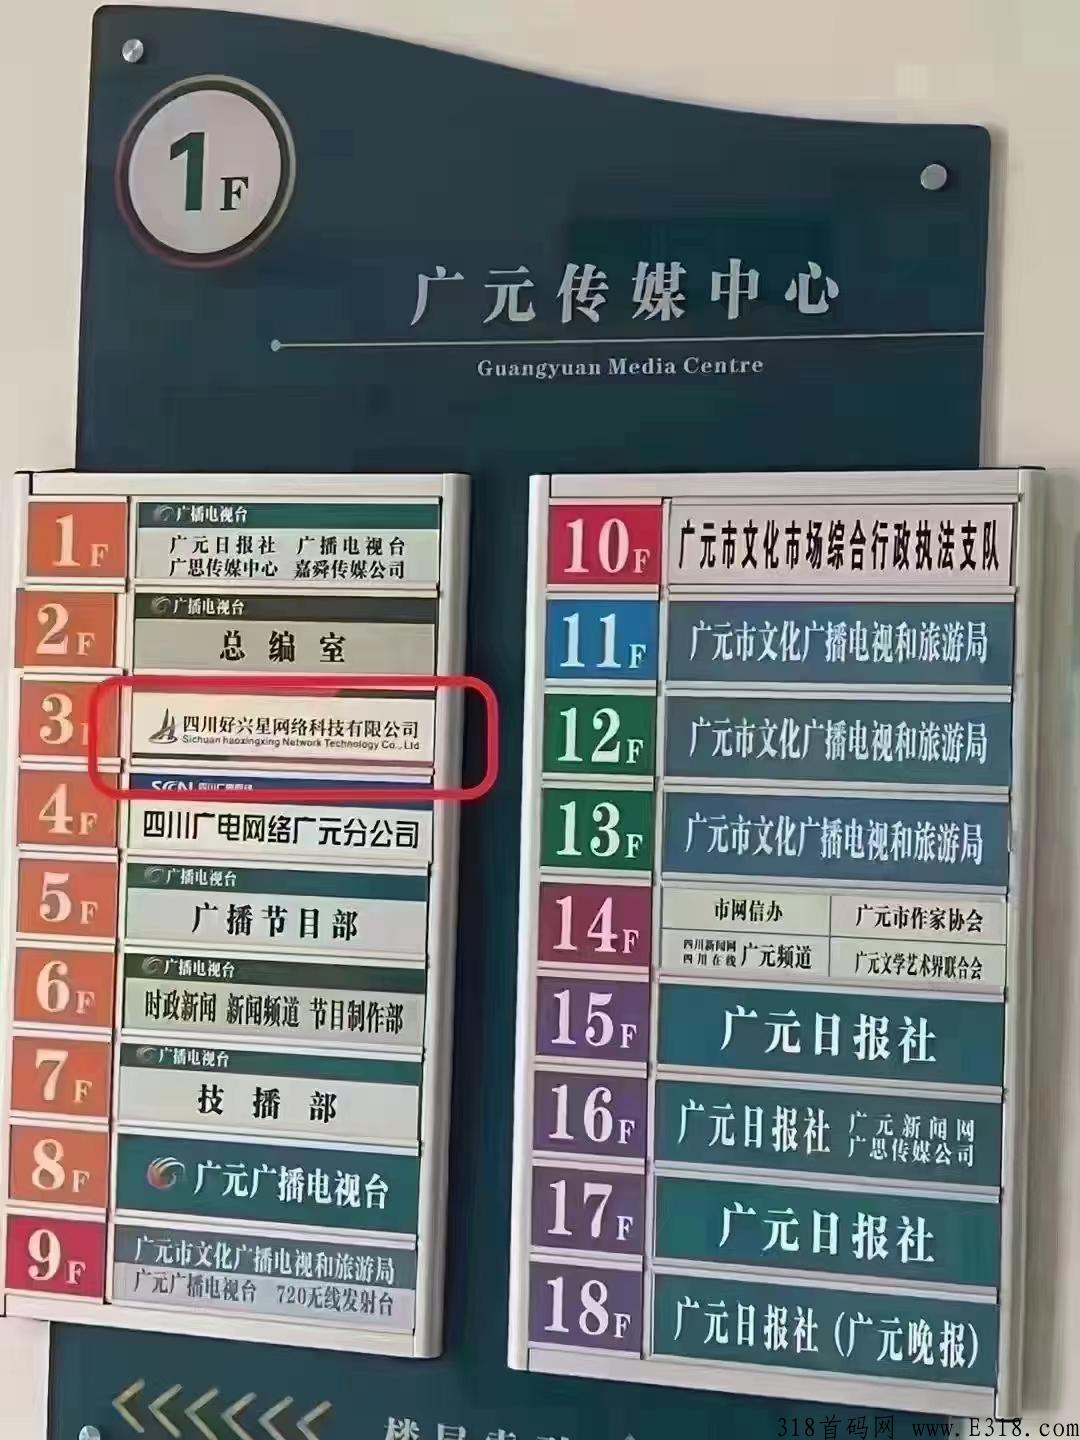 1F
广元传媒中心
Guangyuan Media Centre
1F
广播电视台
广元日报社 广播电视台
广思传媒中心 嘉舜传媒公司
2F
广播电视台
总编室
3F
四川好兴星网络科技有限公司
Sichuan haoxingxing Network Technology Co., Ltd
4F
SCN 四川广电网络
四川广电网络广元分公司
5F
广播电视台
广播节目部
6F
广播电视台
时政新闻 新闻频道 节目制作部
7F
广播电视台
技播部
8F
广元广播电视台
9F
广元市文化广播电视和旅游局
广元广播电视台 720无线发射台
10F
广元市文化市场综合行政执法支队
11F
广元市文化广播电视和旅游局
12F
广元市文化广播电视和旅游局
13F
广元市文化广播电视和旅游局
14F
市网信办 广元市作家协会
四川新闻网
四川在线 广元频道 广元文学艺术界联合会
15F
广元日报社
16F
广元日报社 广元新闻网
广思传媒公司
17F
广元日报社
18F
广元日报社(广元晚报)
318首码网 www.E318.com